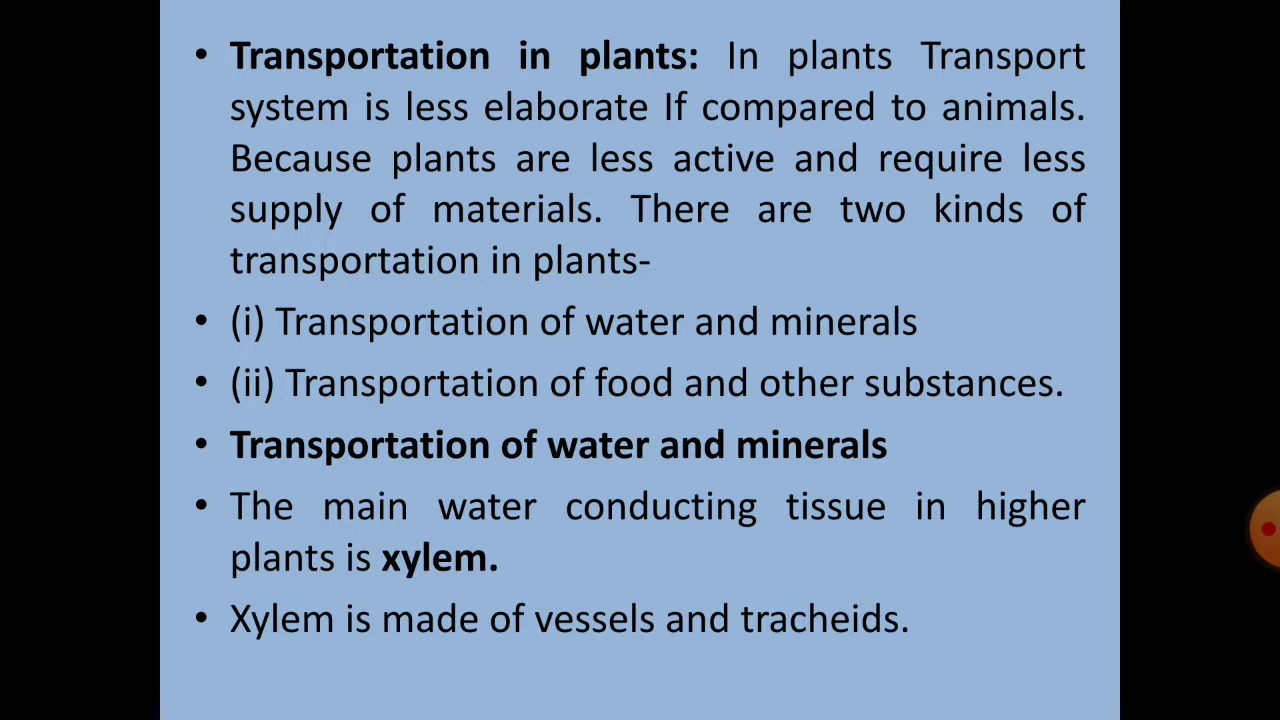 • Transportation in plants: In plants Transport
system is less elaborate If compared to animals.
Because plants are less active and require less
supply of materials. There are two kinds of
transportation in plants-
• (i) Transportation of water and minerals
• (ii) Transportation of food and other substances.
• Transportation of water and minerals
• The main water conducting tissue in higher
plants is xylem.
• Xylem is made of vessels and tracheids.